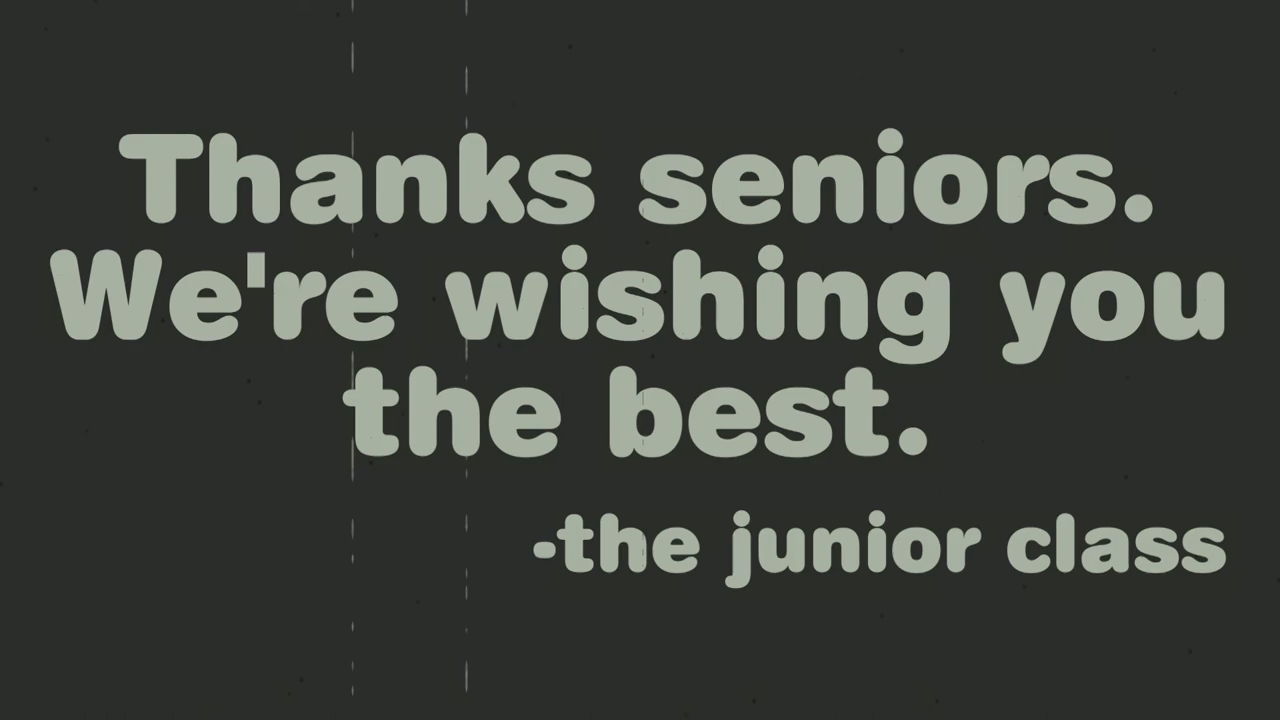 Thanks seniors.
We're wishing you
the best.
-the junior class